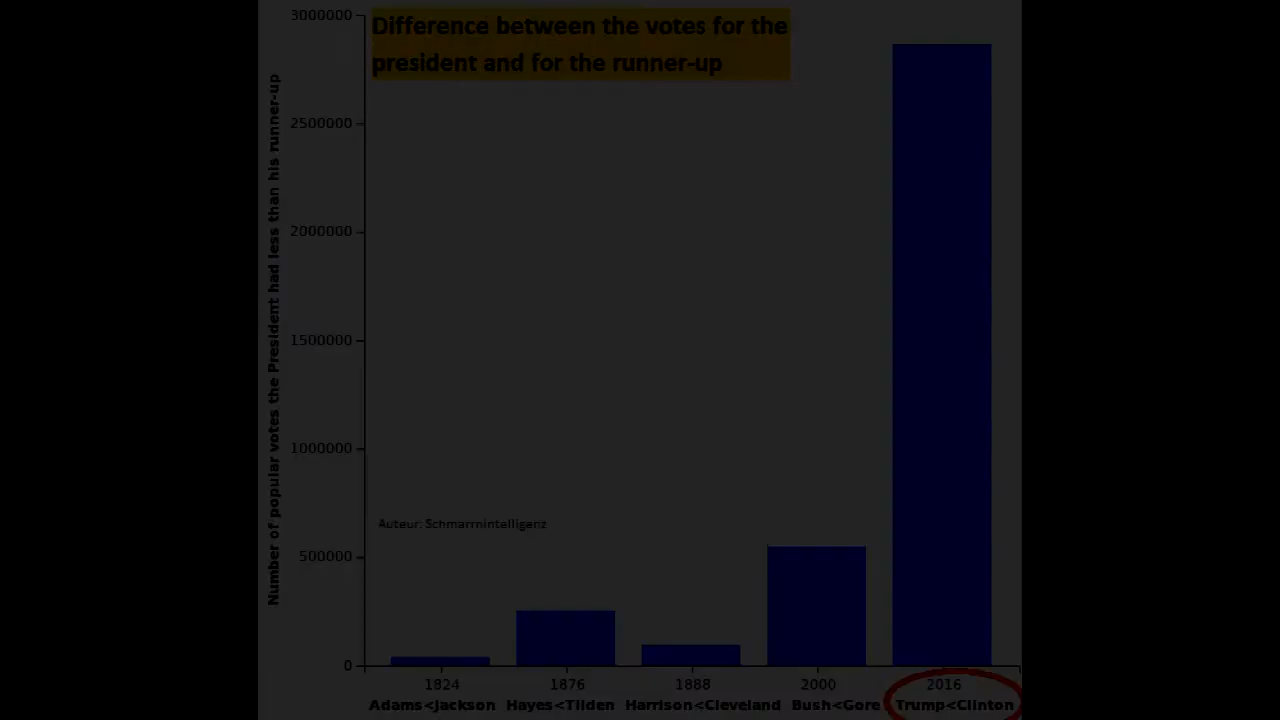 Difference between the votes for the
president and for the runner-up
Number of popular votes the President had less than his runner-up
3000000
2500000
2000000
1500000
1000000
500000
0
Auteur: Schmarrnintelligenz
1824 1876 1888 2000 2016
Adams<Jackson Hayes<Tilden Harrison<Cleveland Bush<Gore Trump<Clinton